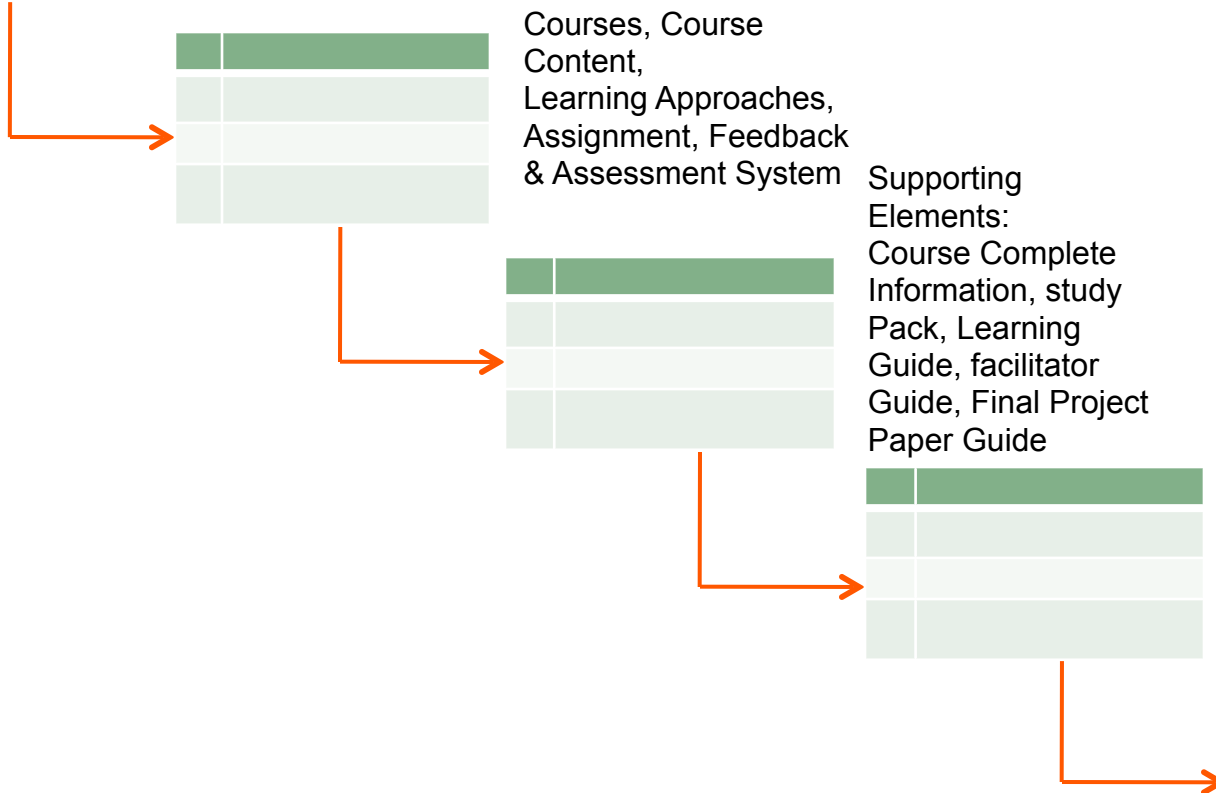 Courses, Course
Content,
Learning Approaches,
Assignment, Feedback
& Assessment System
Supporting
Elements:
Course Complete
Information, study
Pack, Learning
Guide, facilitator
Guide, Final Project
Paper Guide